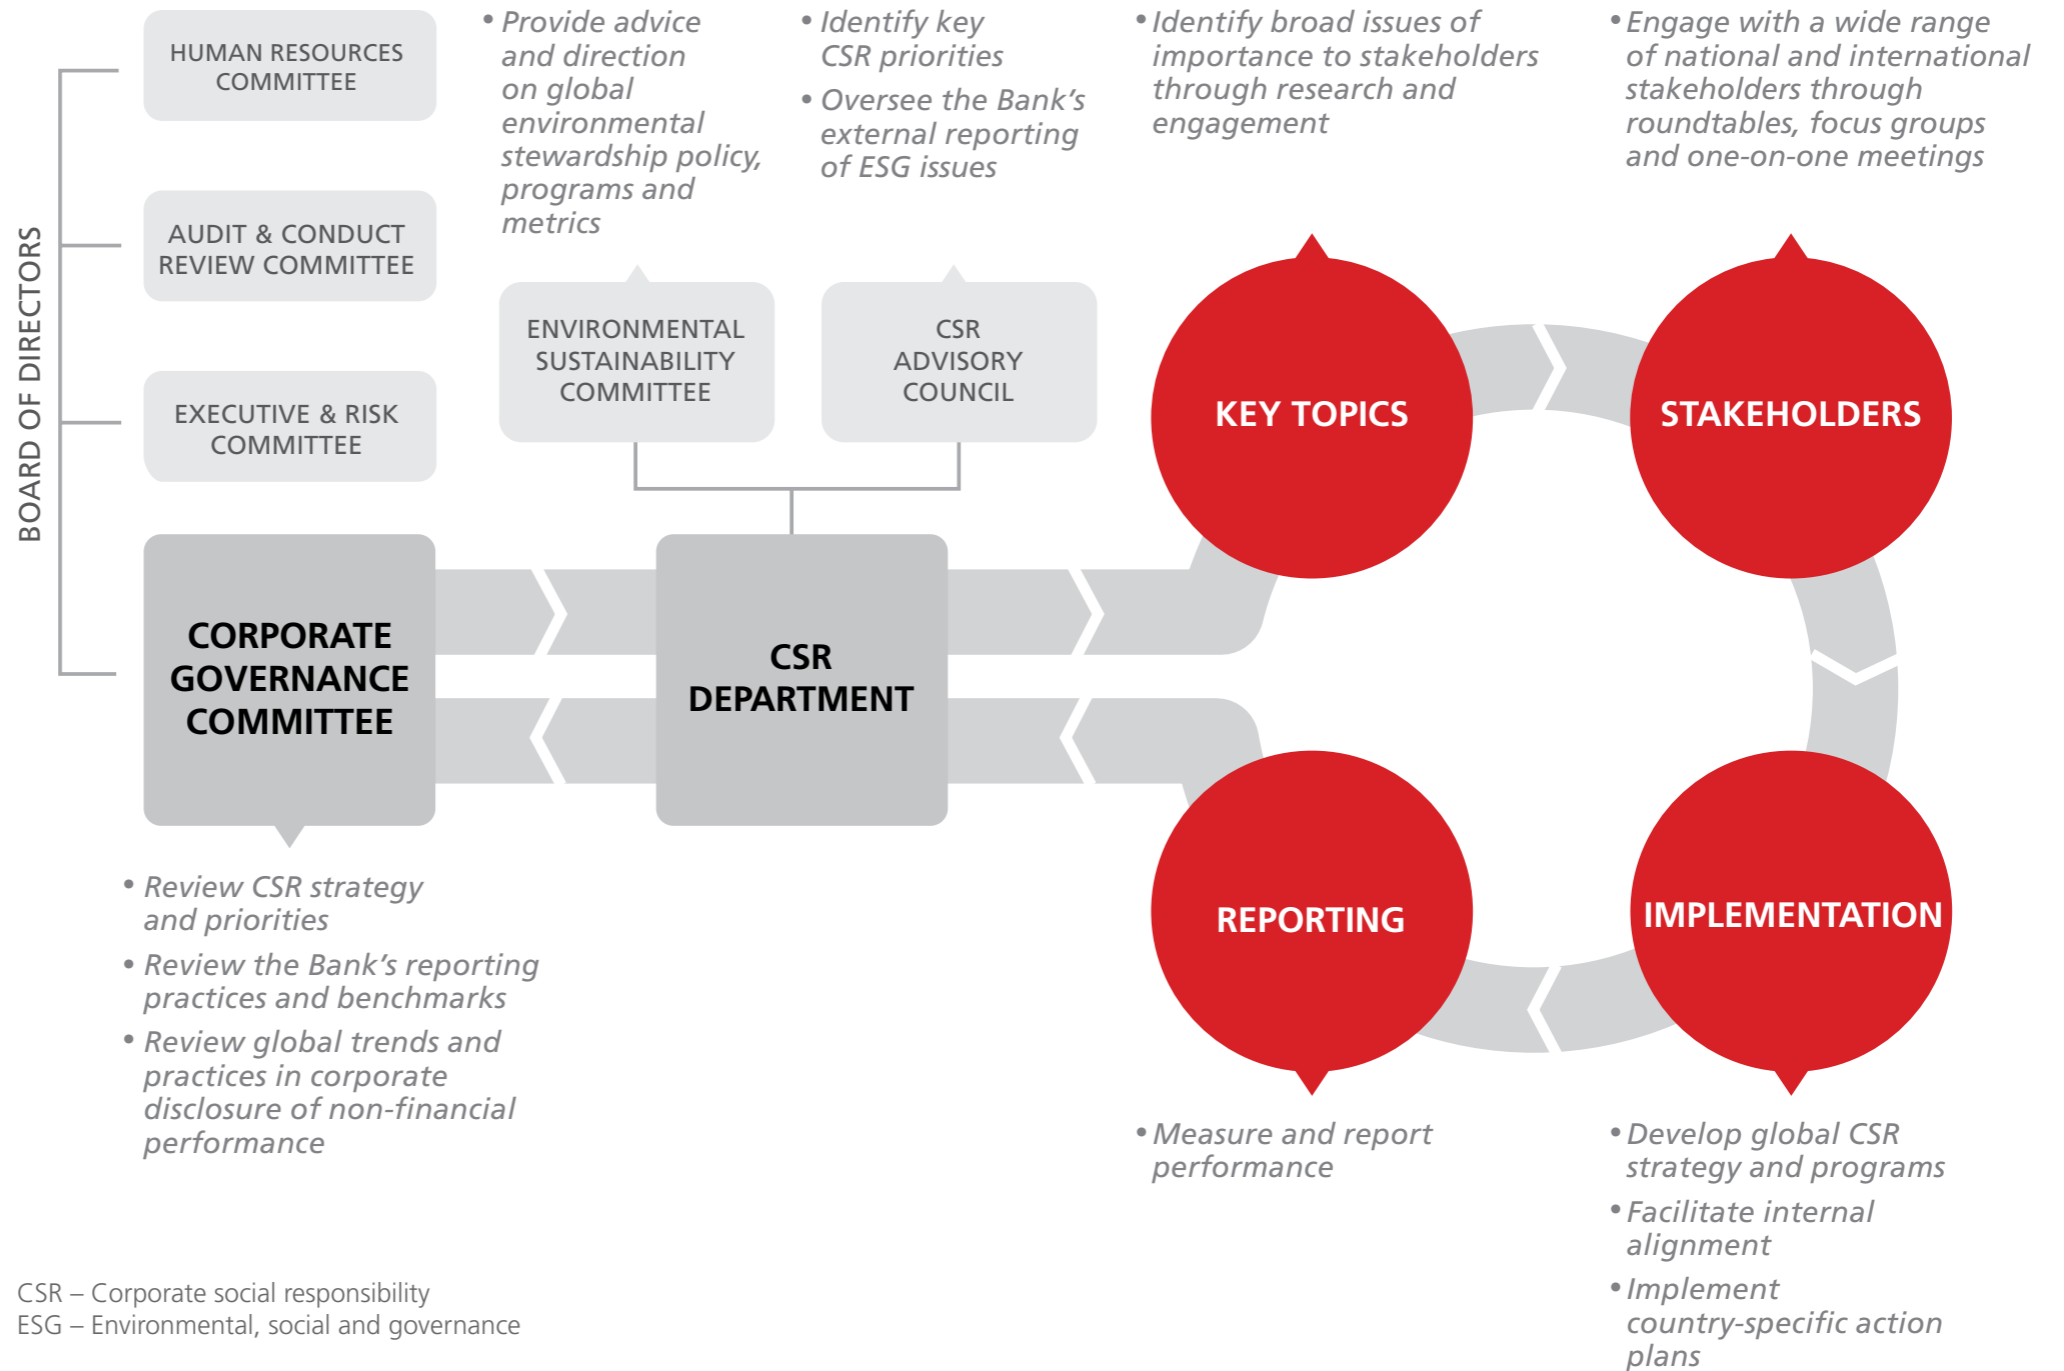 BOARD OF DIRECTORS
HUMAN RESOURCES
COMMITTEE
AUDIT & CONDUCT
REVIEW COMMITTEE
EXECUTIVE & RISK
COMMITTEE
CORPORATE
GOVERNANCE
COMMITTEE
• Review CSR strategy
and priorities
• Review the Bank’s reporting
practices and benchmarks
• Review global trends and
practices in corporate
disclosure of non-financial
performance
• Provide advice
and direction
on global
environmental
stewardship policy,
programs and
metrics
ENVIRONMENTAL
SUSTAINABILITY
COMMITTEE
• Identify key
CSR priorities
• Oversee the Bank’s
external reporting
of ESG issues
CSR
ADVISORY
COUNCIL
CSR
DEPARTMENT
• Identify broad issues of
importance to stakeholders
through research and
engagement
KEY TOPICS
• Engage with a wide range
of national and international
stakeholders through
roundtables, focus groups
and one-on-one meetings
STAKEHOLDERS
IMPLEMENTATION
• Develop global CSR
strategy and programs
• Facilitate internal
alignment
• Implement
country-specific action
plans
REPORTING
• Measure and report
performance
CSR – Corporate social responsibility
ESG – Environmental, social and governance